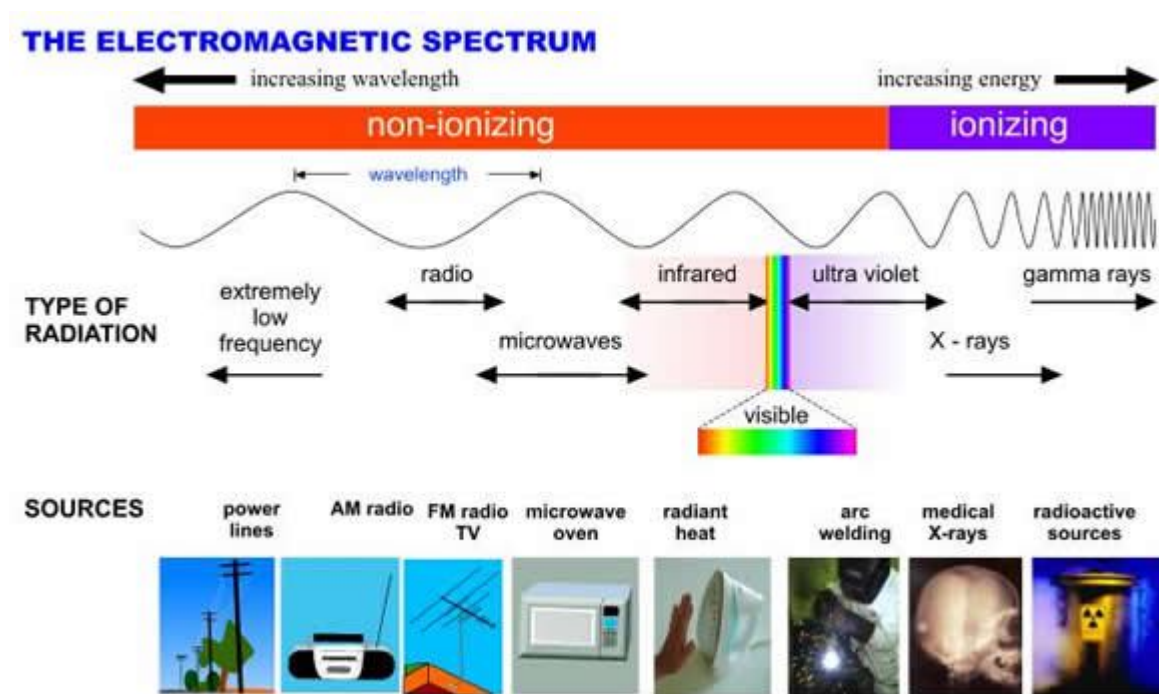 THE ELECTROMAGNETIC SPECTRUM
increasing wavelength
increasing energy
non-ionizing
ionizing
wavelength
TYPE OF
RADIATION
extremely
low
frequency
radio
microwaves
infrared
visible
ultra violet
X - rays
gamma rays
SOURCES
power
lines
AM radio
FM radio
TV
microwave
oven
radiant
heat
arc
welding
medical
X-rays
radioactive
sources